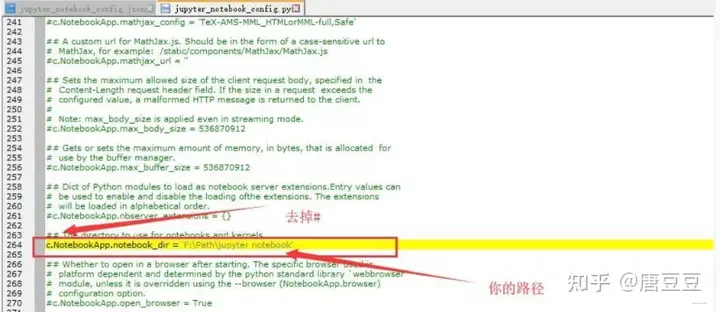 jupyter_notebook_config.json
jupyter_notebook_config.py
241 #c.NotebookApp.mathjax_config = 'TeX-AMS-MML_HTMLorMML-full,Safe'
242
243 ## A custom url for MathJax.js. Should be in the form of a case-sensitive url to
244 # MathJax, for example: /static/components/MathJax/MathJax.js
245 #c.NotebookApp.mathjax_url = ''
246
247 ## Sets the maximum allowed size of the client request body, specified in the
248 # Content-Length request header field. If the size in a request exceeds the
249 # configured value, a malformed HTTP message is returned to the client.
250 #
251 # Note: max_body_size is applied even in streaming mode.
252 #c.NotebookApp.max_body_size = 536870912
253
254 ## Gets or sets the maximum amount of memory, in bytes, that is allocated for
255 # use by the buffer manager.
256 #c.NotebookApp.max_buffer_size = 536870912
257
258 ## Dict of Python modules to load as notebook server extensions.Entry values can
259 # be used to enable and disable the loading ofthe extensions. The extensions
260 # will be loaded in alphabetical order.
261 #c.NotebookApp.nbserver_extensions = {}
去掉#
262
263 ## The directory to use for notebooks and kernels.
264 c.NotebookApp.notebook_dir = 'F:\Path\jupyter notebook'
265
266 ## Whether to open in a browser after starting. The specific browser used is
267 # platform dependent and determined by the python standard library `webbrowser`
268 # module, unless it is overridden using the --browser (NotebookApp.browser)
你的路径
269 # configuration option.
270 #c.NotebookApp.open_browser = True
知乎 @唐豆豆